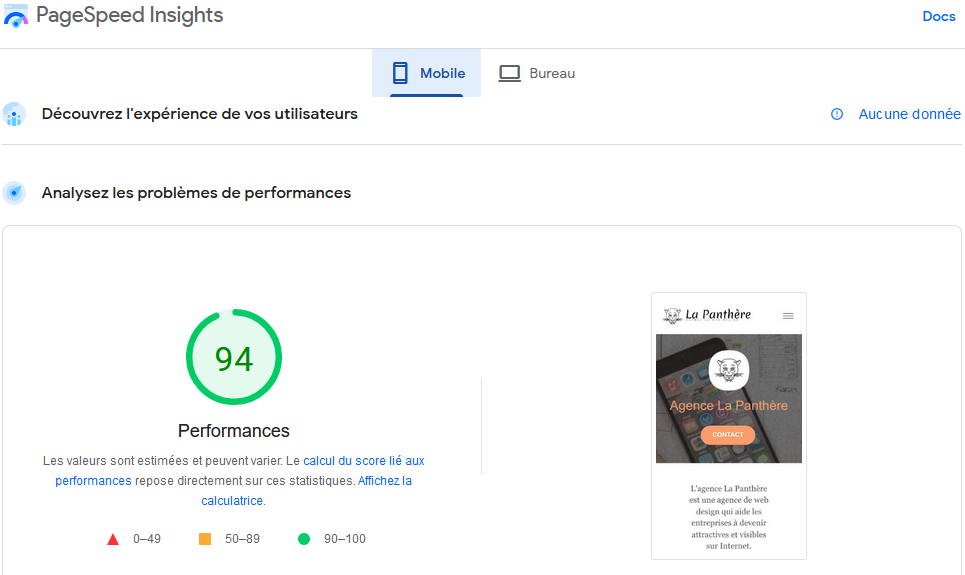 PageSpeed Insights
Docs
Mobile
Bureau
Découvrez l'expérience de vos utilisateurs
Aucune donnée
Analysez les problèmes de performances
94
Performances
Les valeurs sont estimées et peuvent varier. Le calcul du score lié aux
performances repose directement sur ces statistiques. Affichez la
calculatrice.
0–49
50–89
90–100
La Panthère
Agence La Panthère
CONTACT
L'agence La Panthère
est une agence de web
design qui aide les
entreprises à devenir
attractives et visibles
sur Internet.